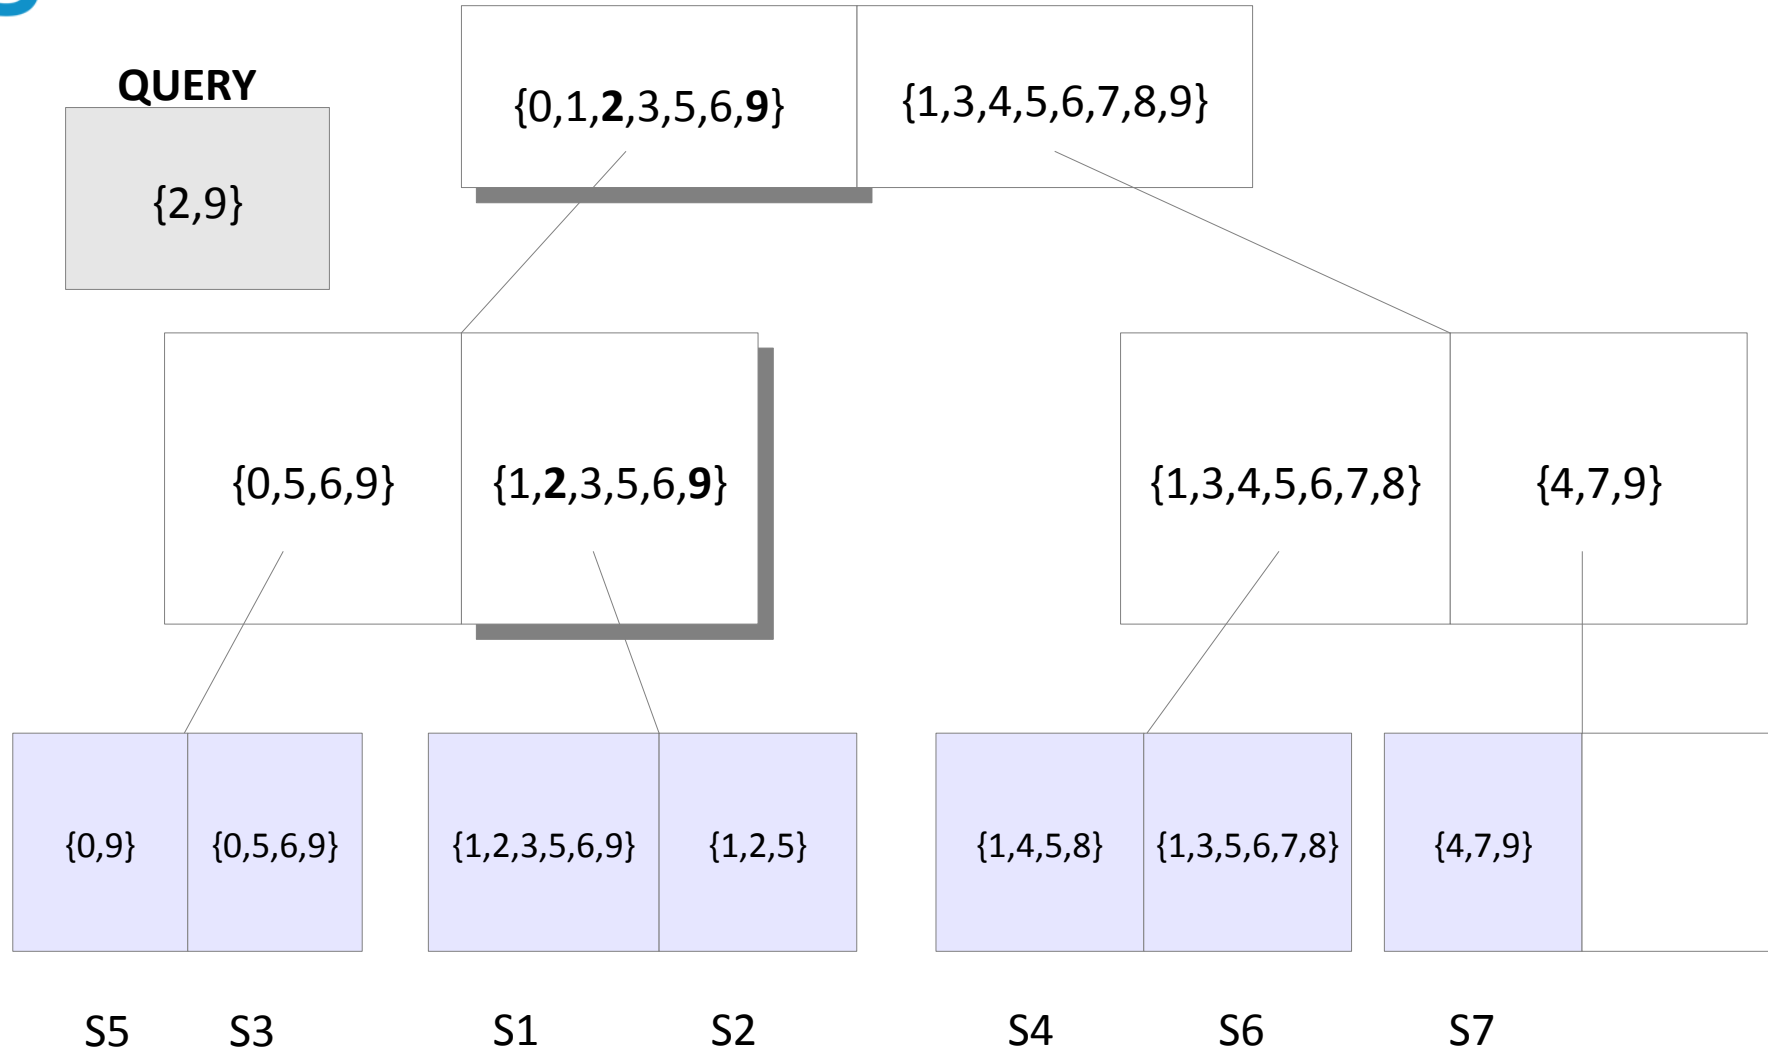 QUERY
{2,9}
{0,1,2,3,5,6,9}
{1,3,4,5,6,7,8,9}
{0,5,6,9}
{1,2,3,5,6,9}
{1,3,4,5,6,7,8}
{4,7,9}
{0,9}
{0,5,6,9}
{1,2,3,5,6,9}
{1,2,5}
{1,4,5,8}
{1,3,5,6,7,8}
{4,7,9}
S5
S3
S1
S2
S4
S6
S7